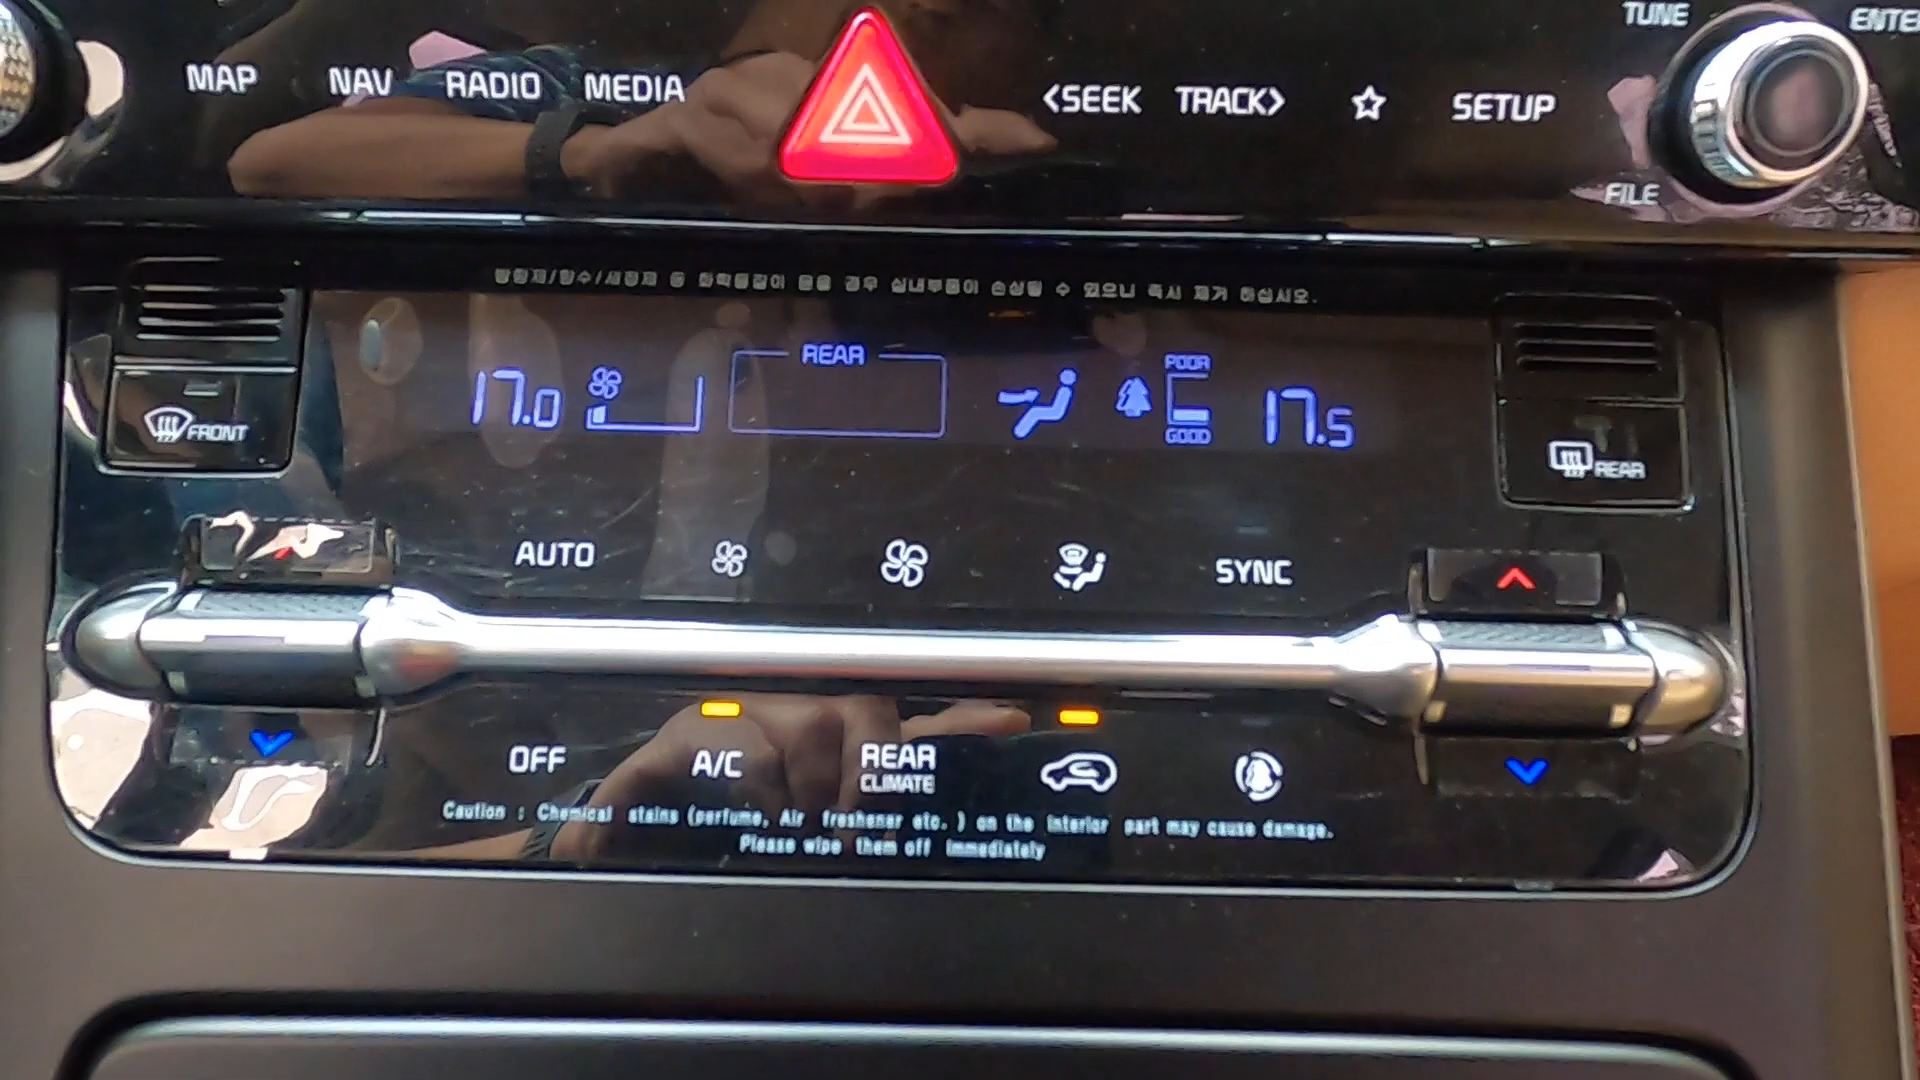 TUNE
ENTE
MAP NAV RADIO MEDIA <SEEK TRACK> SETUP
FILE
방향제/향수/세정제 등 화학물질이 묻을 경우 실내부품이 손상될 수 있으니 즉시 제거 하십시오.
REAR
17.0
POOR
GOOD
17.5
FRONT
REAR
AUTO
SYNC
OFF A/C REAR
CLIMATE
Caution : Chemical stains (perfume, Air freshener etc. ) on the interior part may cause damage.
Please wipe them off immediately